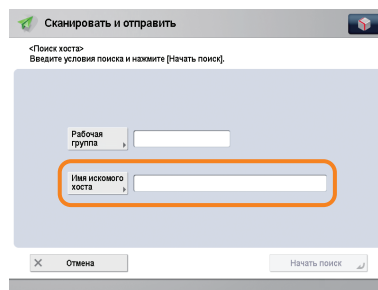 Сканировать и отправить
<Поиск хоста>
Введите условия поиска и нажмите [Начать поиск].
Рабочая
группа
Имя искомого
хоста
Отмена
Начать поиск